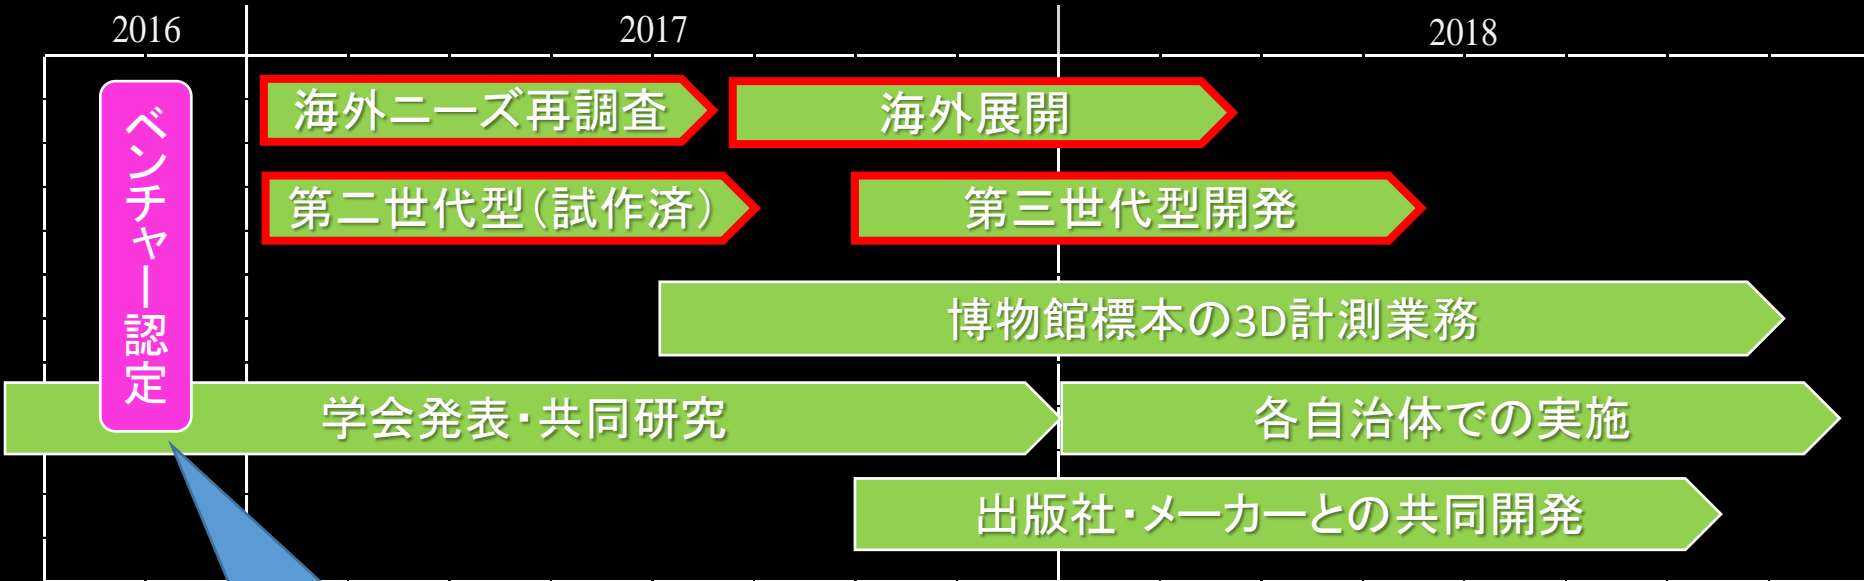 2016
2017
2018
ベンチャー認定
海外ニーズ再調査
海外展開
第二世代型（試作済）
第三世代型開発
博物館標本の3D計測業務
学会発表・共同研究
各自治体での実施
出版社・メーカーとの共同開発